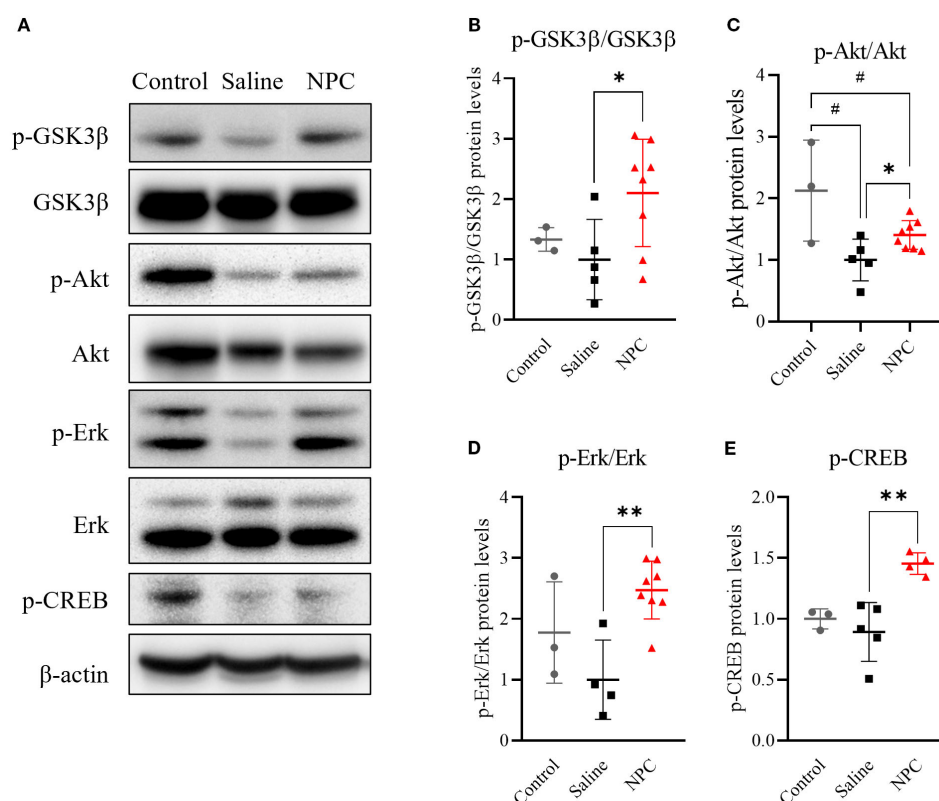 A
Control Saline NPC
p-GSK3β
GSK3β
p-Akt
Akt
p-Erk
Erk
p-CREB
β-actin
B
p-GSK3β/GSK3β
p-GSK3β/GSK3β protein levels
4
3
2
1
0
*
Control
Saline
NPC
C
p-Akt/Akt
p-Akt/Akt protein levels
4
3
2
1
0
#
#
*
Control
Saline
NPC
D
p-Erk/Erk
p-Erk/Erk protein levels
4
3
2
1
0
**
Control
Saline
NPC
E
p-CREB
p-CREB protein levels
2.0
1.5
1.0
0.5
0.0
**
Control
Saline
NPC